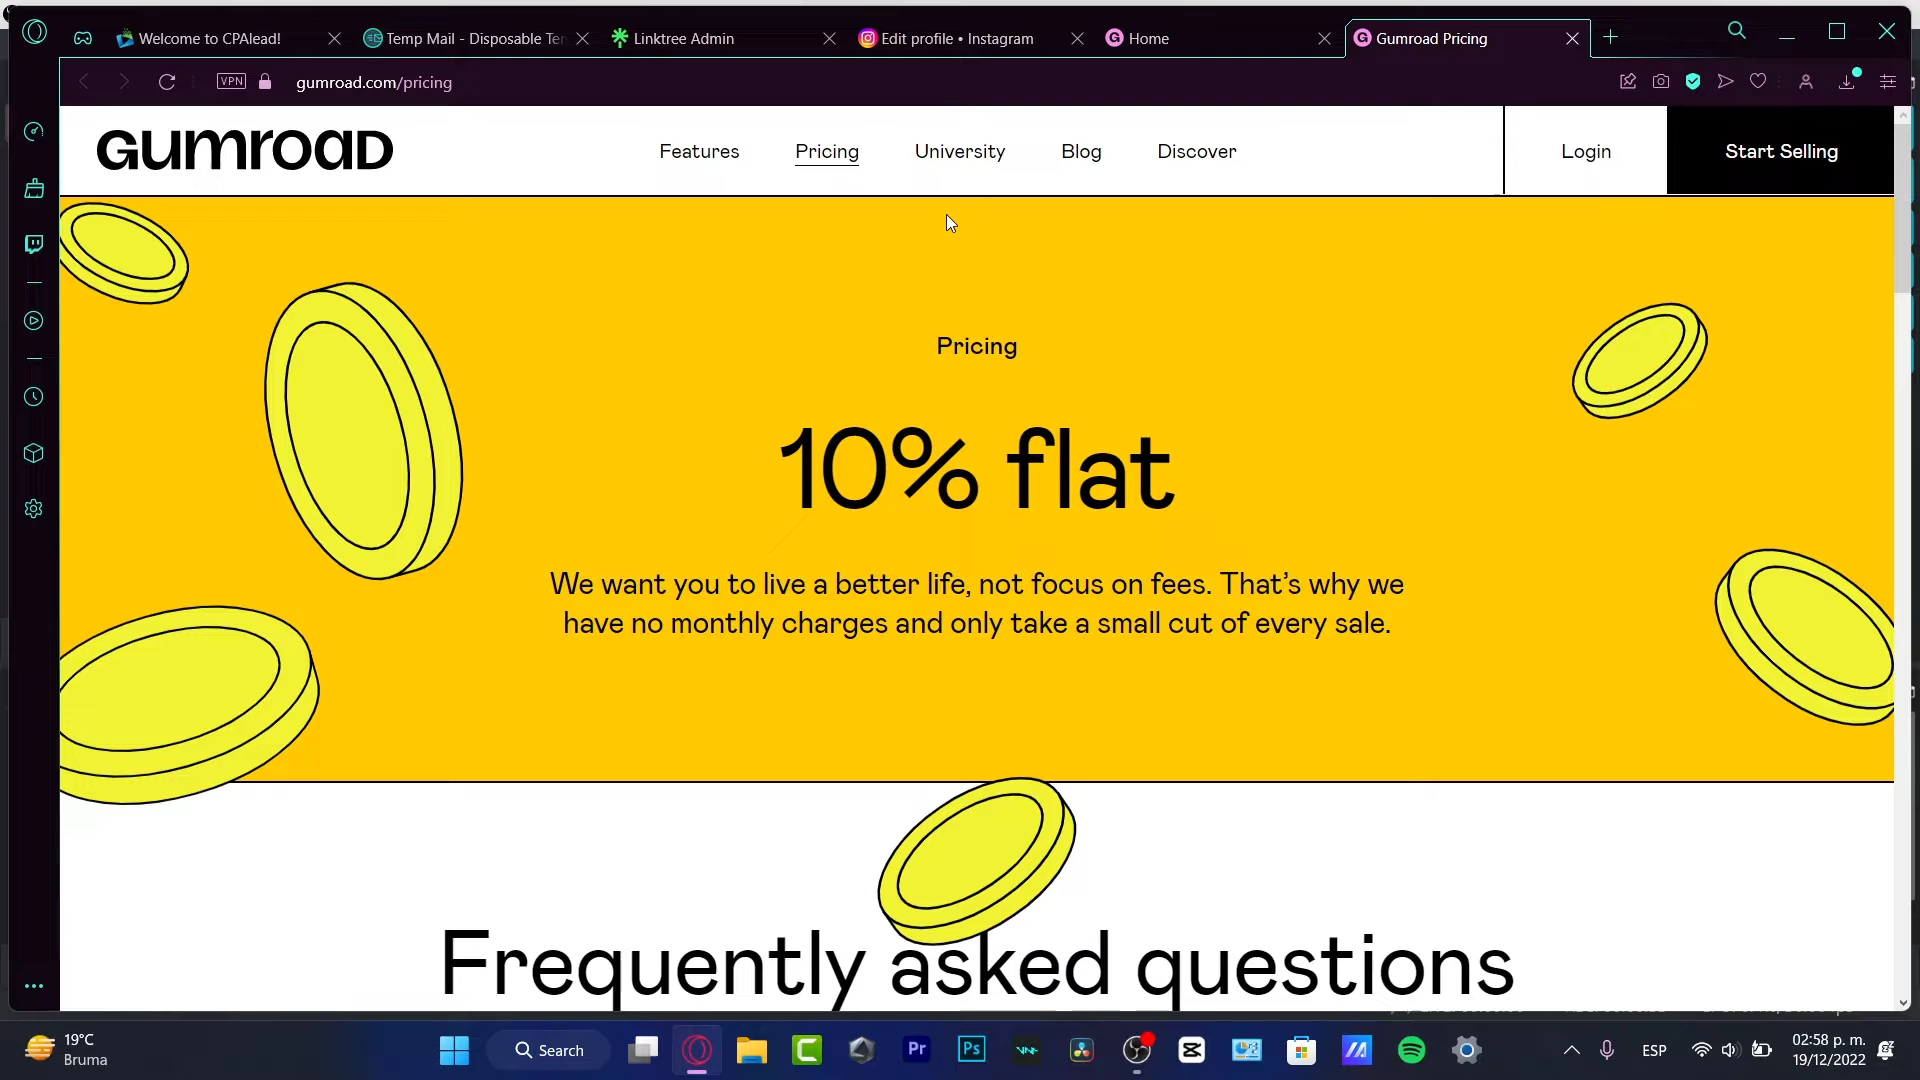 Welcome to CPAlead!
Temp Mail - Disposable Ter
Linktree Admin
Edit profile • Instagram
Home
Gumroad Pricing
VPN
gumroad.com/pricing
GUMROAD
Features
Pricing
University
Blog
Discover
Login
Start Selling
Pricing
10% flat
We want you to live a better life, not focus on fees. That’s why we
have no monthly charges and only take a small cut of every sale.
Frequently asked questions
19°C
Bruma
Search
Pr
Ps
ESP
02:58 p. m.
19/12/2022